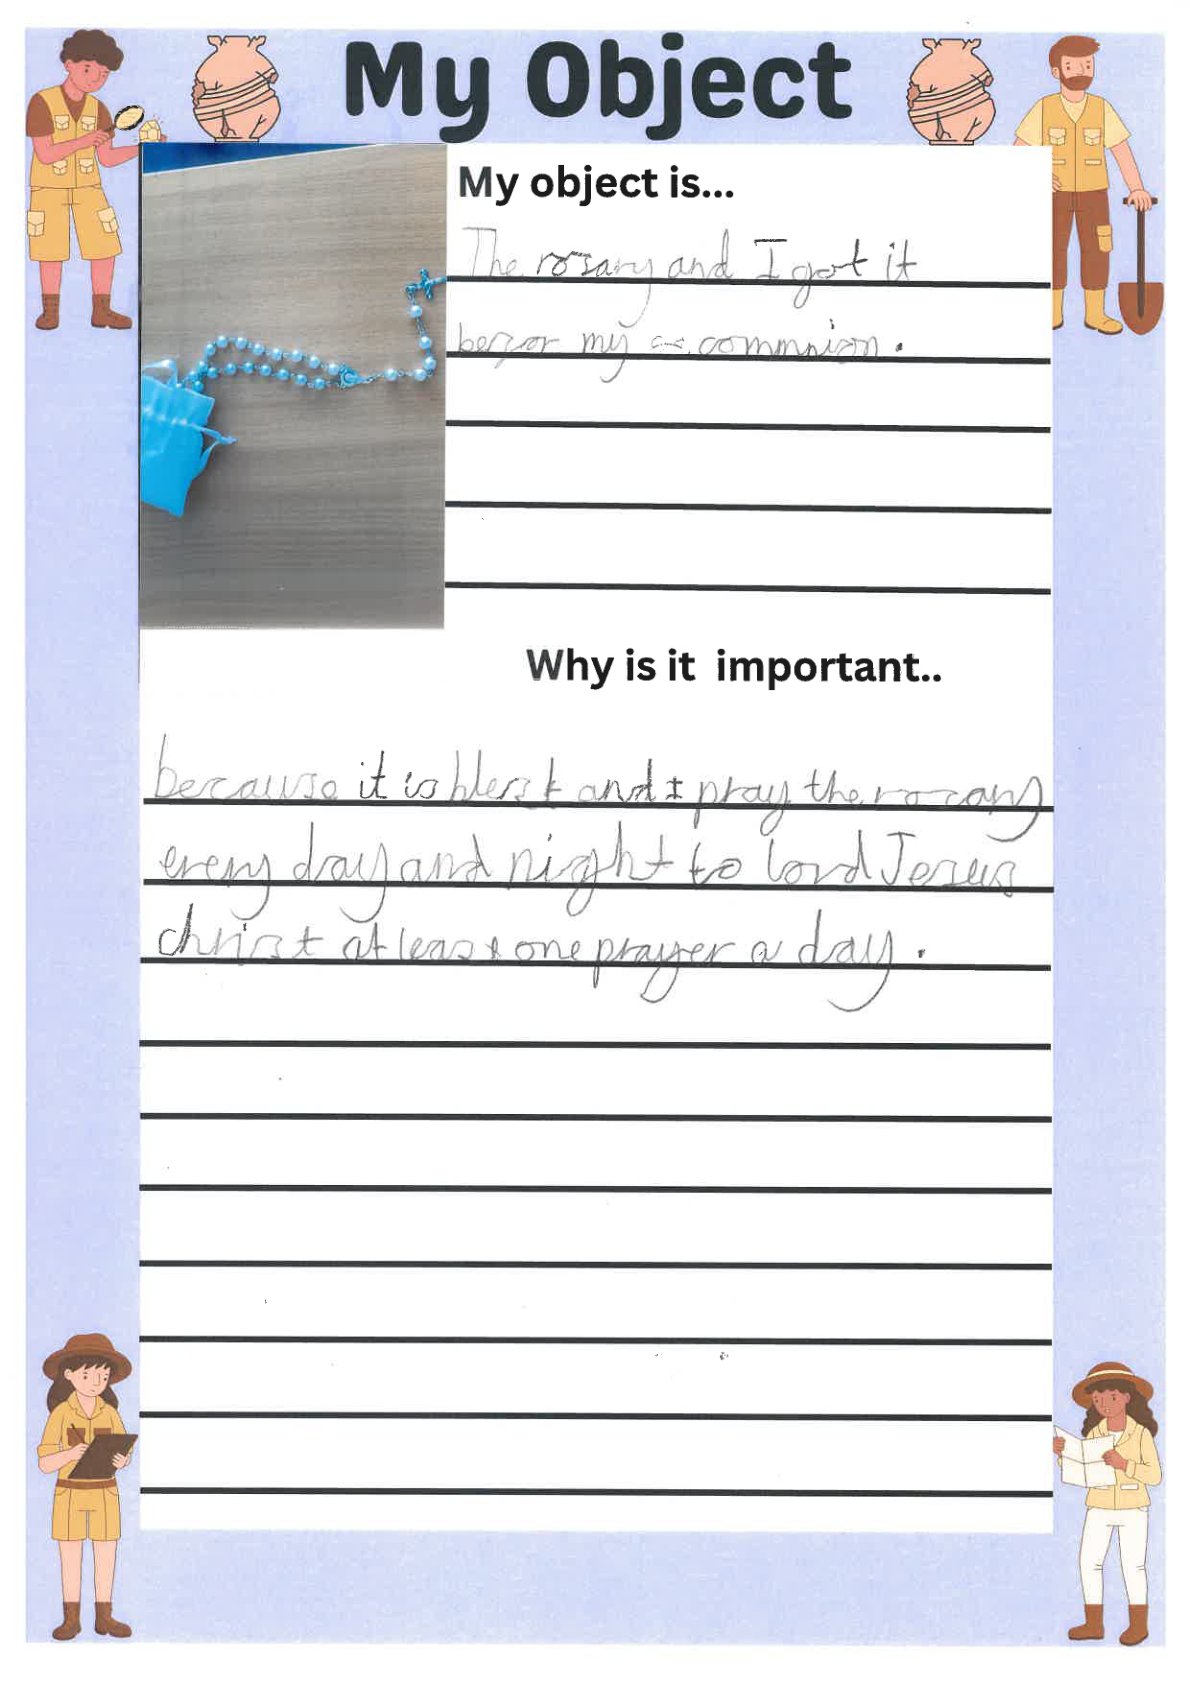 My Object
My object is...
The rosary and I got it
befor my commnion.
Why is it important..
because it is blesst and I pray the rosary
every day and night to lord Jesus
christ at least one prayer a day.